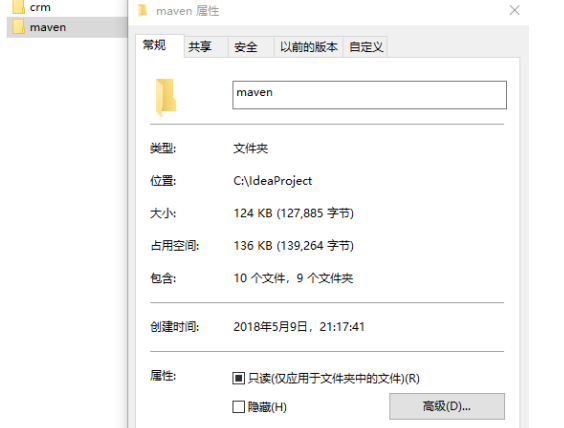 crm
maven
maven 属性
常规 共享 安全 以前的版本 自定义
maven
类型: 文件夹
位置: C:\IdeaProject
大小: 124 KB (127,885 字节)
占用空间: 136 KB (139,264 字节)
包含: 10 个文件，9 个文件夹
创建时间: 2018年5月9日，21:17:41
属性: 只读(仅应用于文件夹中的文件)(R)
隐藏(H) 高级(D)...